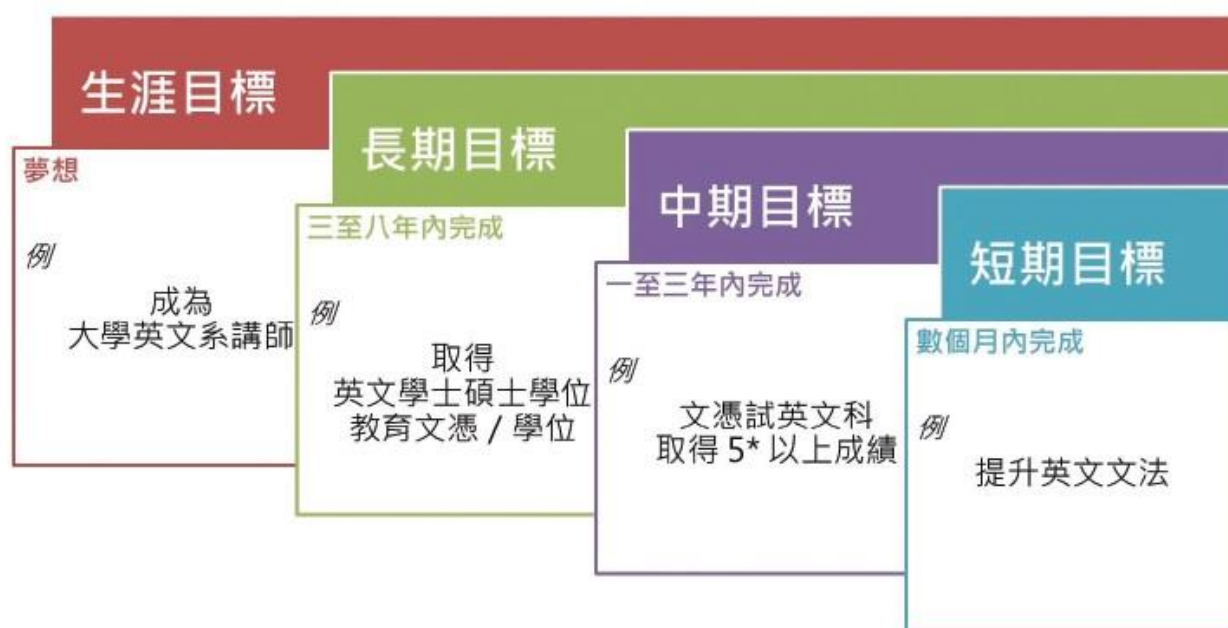 生涯目標
夢想
例
成為
大學英文系講師
長期目標
三至八年內完成
例
取得
英文學士碩士學位
教育文憑 / 學位
中期目標
一至三年內完成
例
文憑試英文科
取得 5* 以上成績
短期目標
數個月內完成
例
提升英文文法